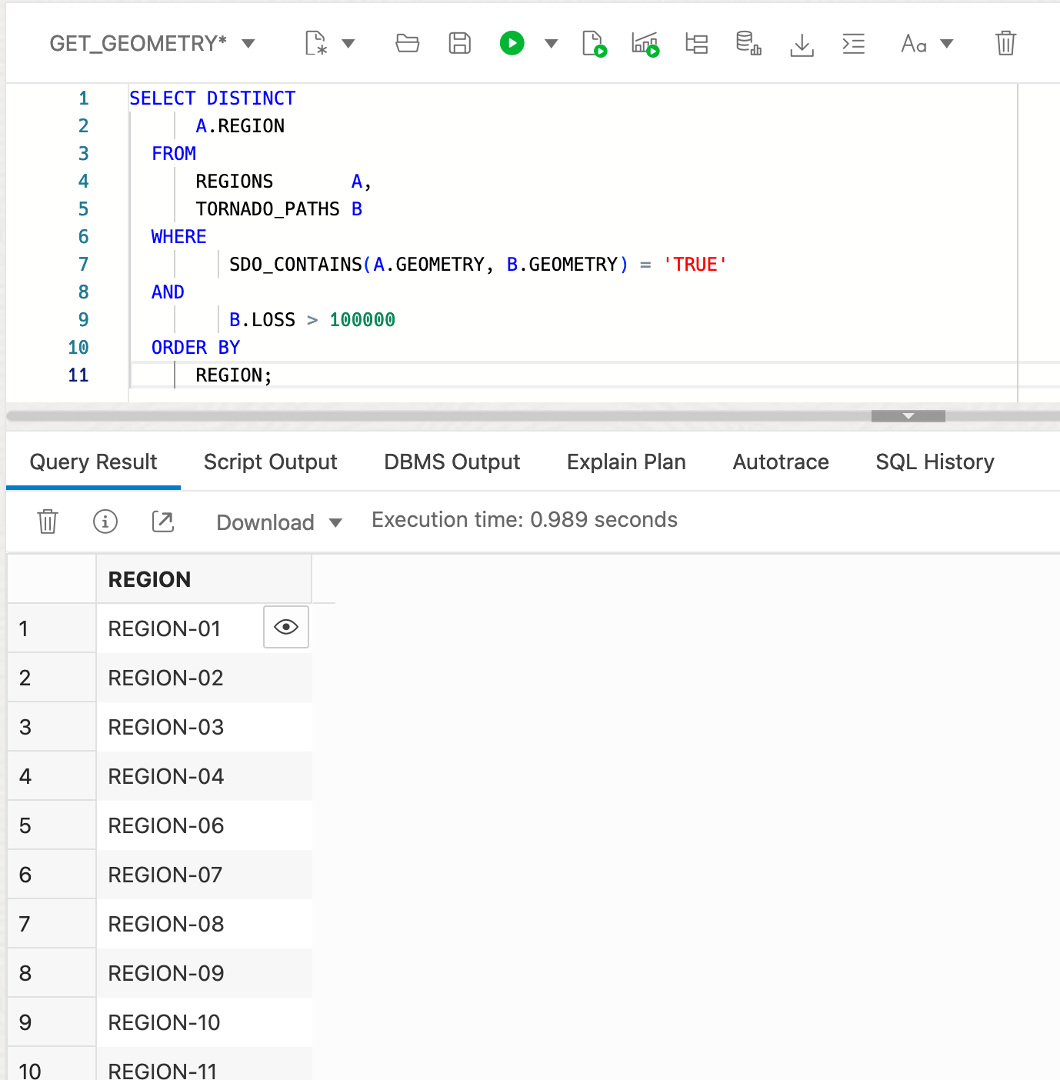 GET_GEOMETRY*
Aa
1 SELECT DISTINCT
2 A.REGION
3 FROM
4 REGIONS A,
5 TORNADO_PATHS B
6 WHERE
7 SDO_CONTAINS(A.GEOMETRY, B.GEOMETRY) = 'TRUE'
8 AND
9 B.LOSS > 100000
10 ORDER BY
11 REGION;
Query Result Script Output DBMS Output Explain Plan Autotrace SQL History
Download Execution time: 0.989 seconds
REGION
1 REGION-01
2 REGION-02
3 REGION-03
4 REGION-04
5 REGION-06
6 REGION-07
7 REGION-08
8 REGION-09
9 REGION-10
10 REGION-11